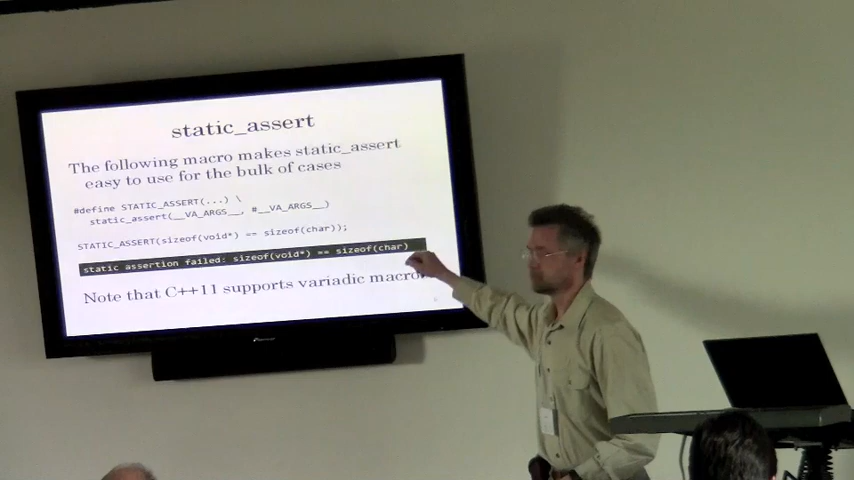 static_assert
The following macro makes static_assert
easy to use for the bulk of cases
#define STATIC_ASSERT(...) \
static_assert(__VA_ARGS__, #__VA_ARGS__)
STATIC_ASSERT(sizeof(void*) == sizeof(char));
static assertion failed: sizeof(void*) == sizeof(char)
Note that C++11 supports variadic macro